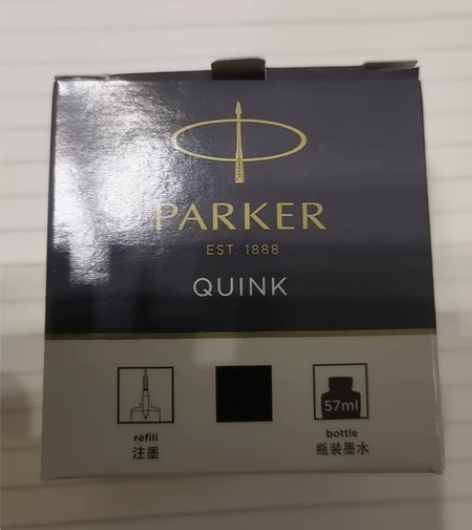 PARKER
EST. 1888
QUINK
57ml
refill
注墨
bottle
瓶装墨水